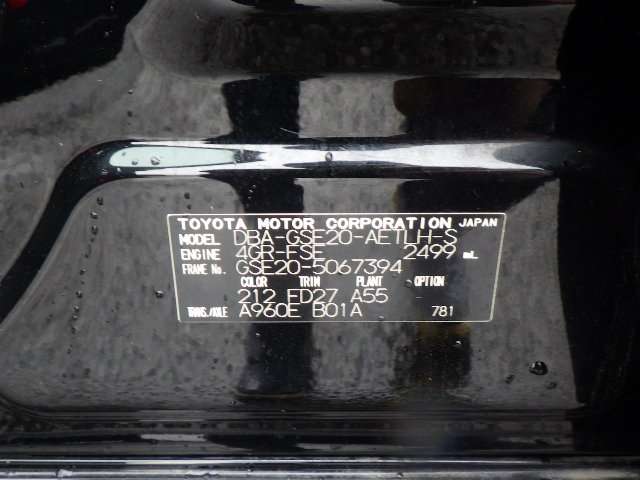 TOYOTA MOTOR CORPORATION JAPAN
MODEL DBA-GSE20-AETLH-S
ENGINE 4GR-FSE 2499 mL
FRAME No. GSE20-5067394
COLOR TRIM PLANT OPTION
212 FD27 A55
TRANS./AXLE A960E B01A 781